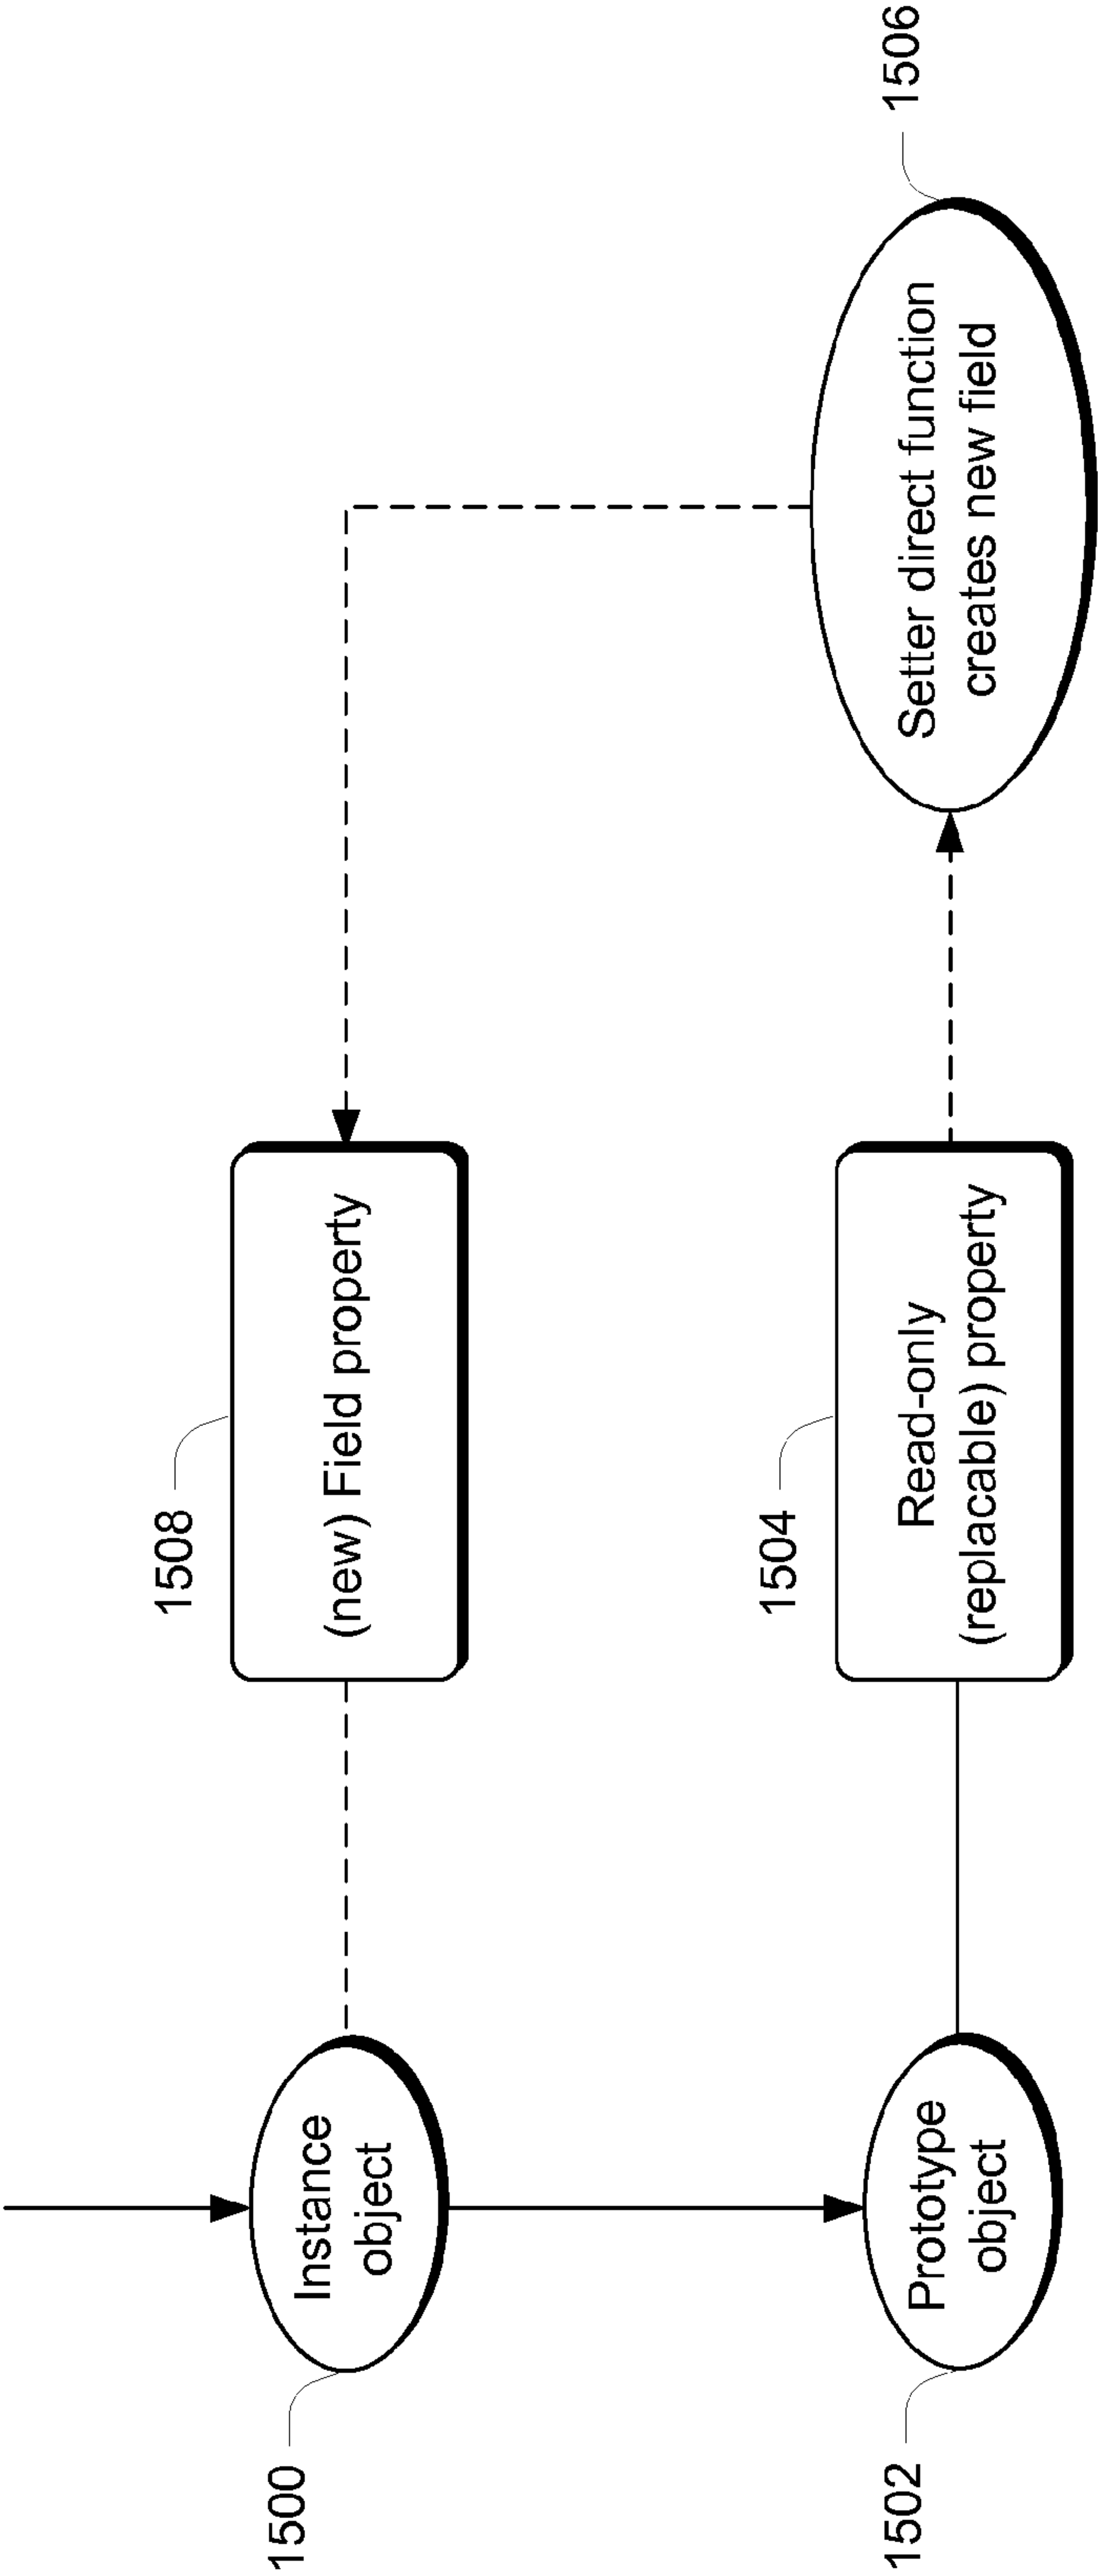 1500
Instance
object
1508
(new) Field property
1502
Prototype
object
1504
Read-only
(replacable) property
Setter direct function
creates new field
1506